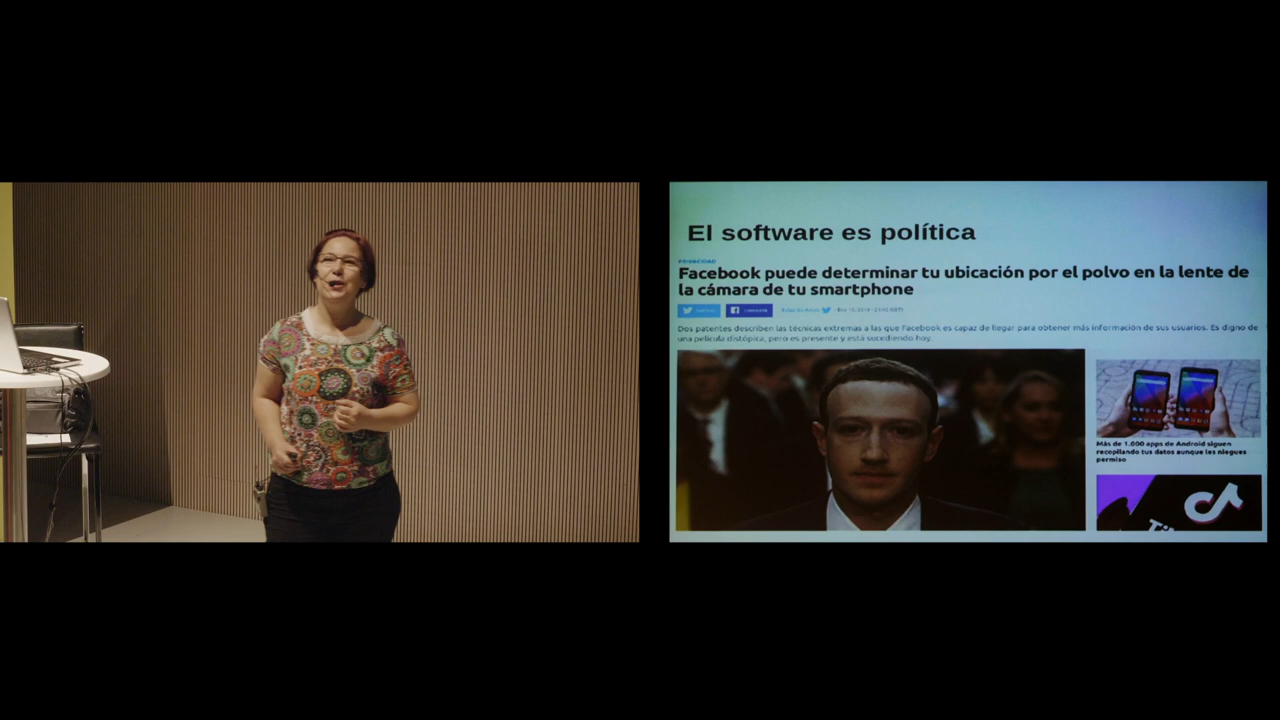 El software es política
PRIVACIDAD
Facebook puede determinar tu ubicación por el polvo en la lente de
la cámara de tu smartphone
Dos patentes describen las técnicas extremas a las que Facebook es capaz de llegar para obtener más información de sus usuarios. Es digno de
una película distópica, pero es presente y está sucediendo hoy.
Más de 1.000 apps de Android siguen
recopilando tus datos aunque les niegues
permiso